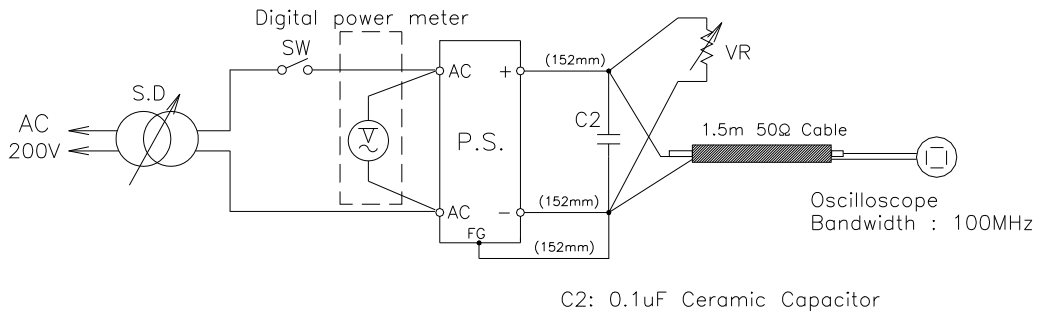 Digital power meter
SW
S.D
AC
200V
AC
AC
P.S.
FG
+
−
(152mm)
(152mm)
(152mm)
C2
VR
V
~
1.5m 50Ω Cable
Oscilloscope
Bandwidth : 100MHz
C2: 0.1uF Ceramic Capacitor